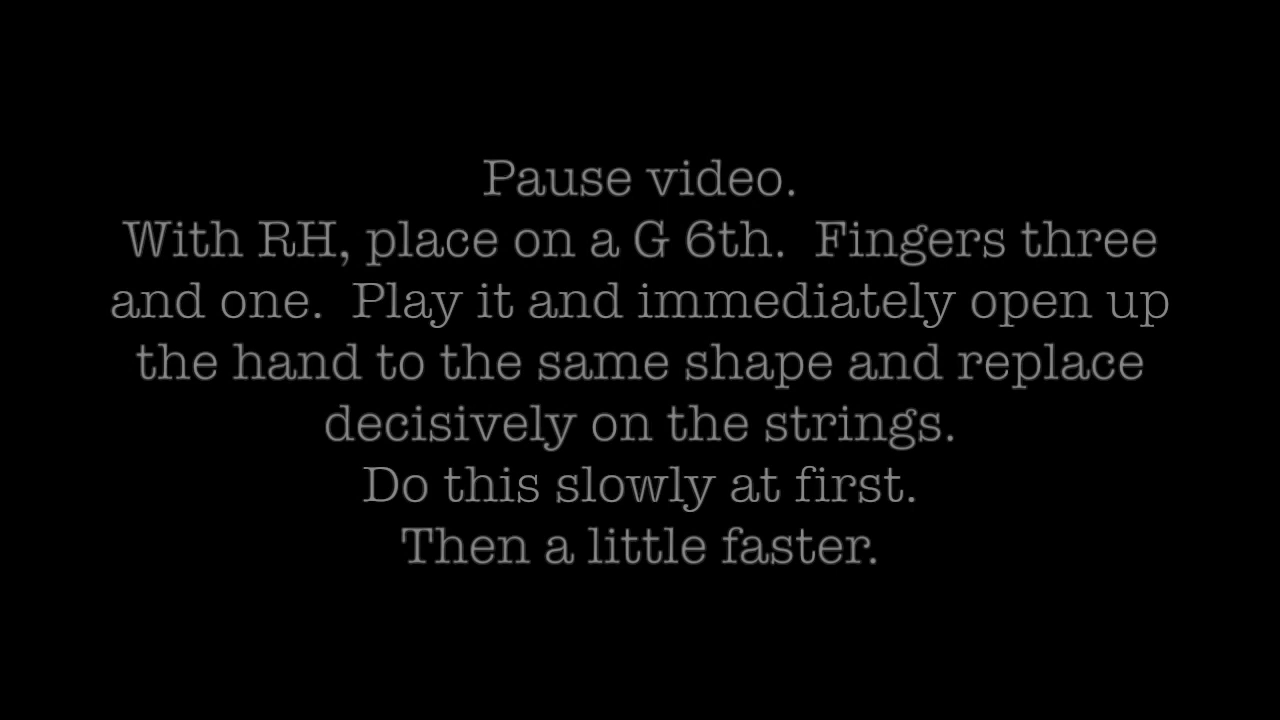 Pause video.
With RH, place on a G 6th.  Fingers three
and one.  Play it and immediately open up
the hand to the same shape and replace
decisively on the strings.
Do this slowly at first.
Then a little faster.